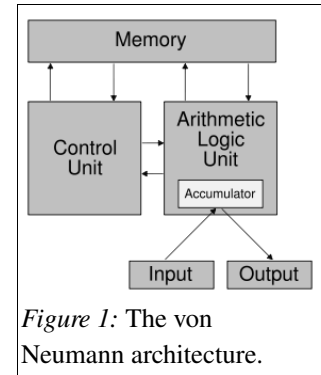 Memory
Control
Unit
Arithmetic
Logic
Unit
Accumulator
Input
Output
Figure 1: The von
Neumann architecture.